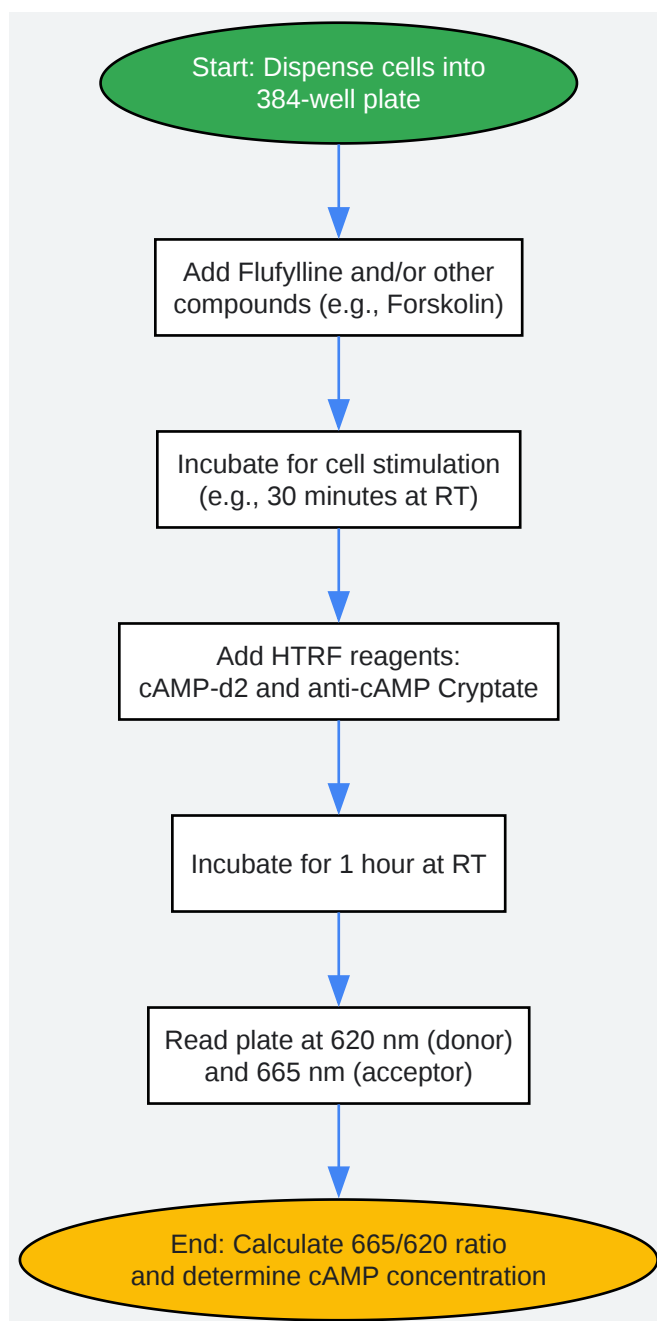 Start: Dispense cells into
384-well plate
Add Flufylline and/or other
compounds (e.g., Forskolin)
Incubate for cell stimulation
(e.g., 30 minutes at RT)
Add HTRF reagents:
cAMP-d2 and anti-cAMP Cryptate
Incubate for 1 hour at RT
Read plate at 620 nm (donor)
and 665 nm (acceptor)
End: Calculate 665/620 ratio
and determine cAMP concentration